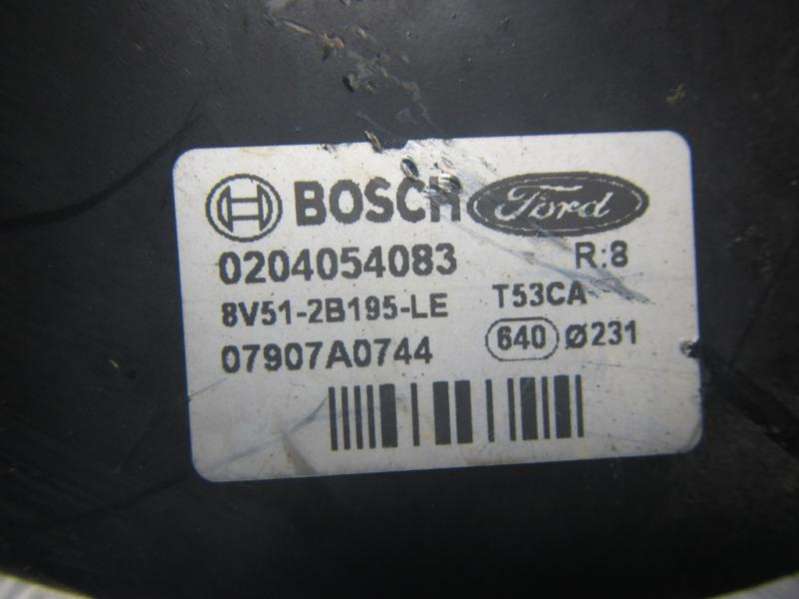 BOSCH Ford
0204054083 R:8
8V51-2B195-LE T53CA
07907A0744 640 Ø231